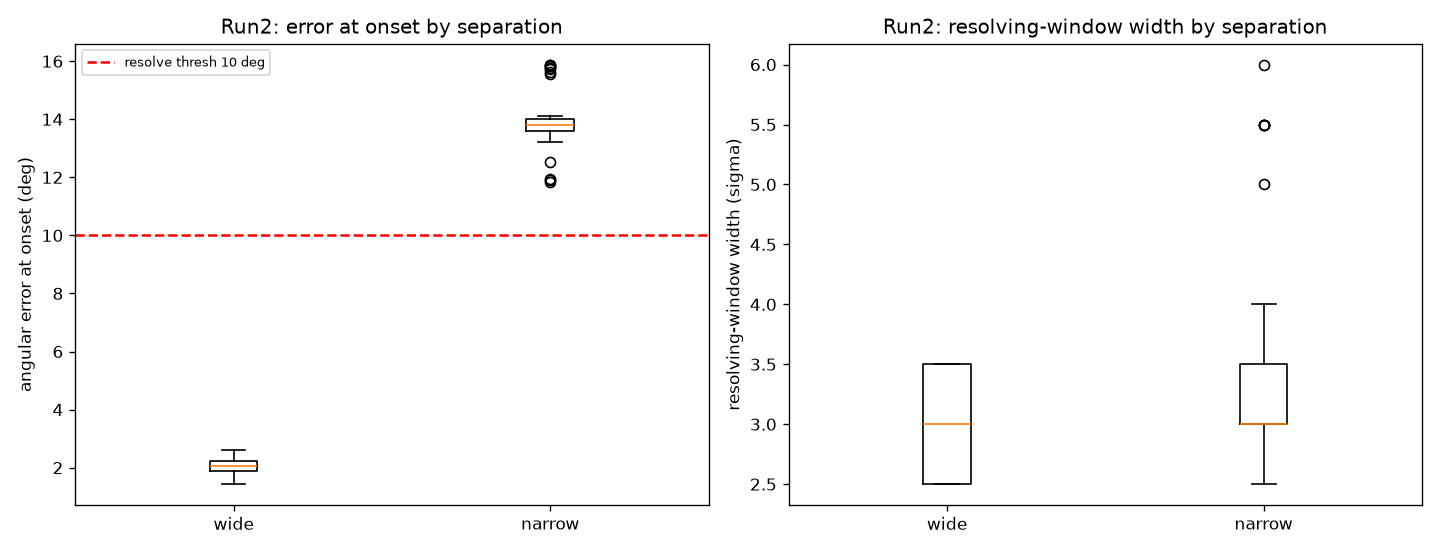 Run2: error at onset by separation
resolve thresh 10 deg
angular error at onset (deg)
16
14
12
10
8
6
4
2
wide
narrow
Run2: resolving-window width by separation
resolving-window width (sigma)
6.0
5.5
5.0
4.5
4.0
3.5
3.0
2.5
wide
narrow